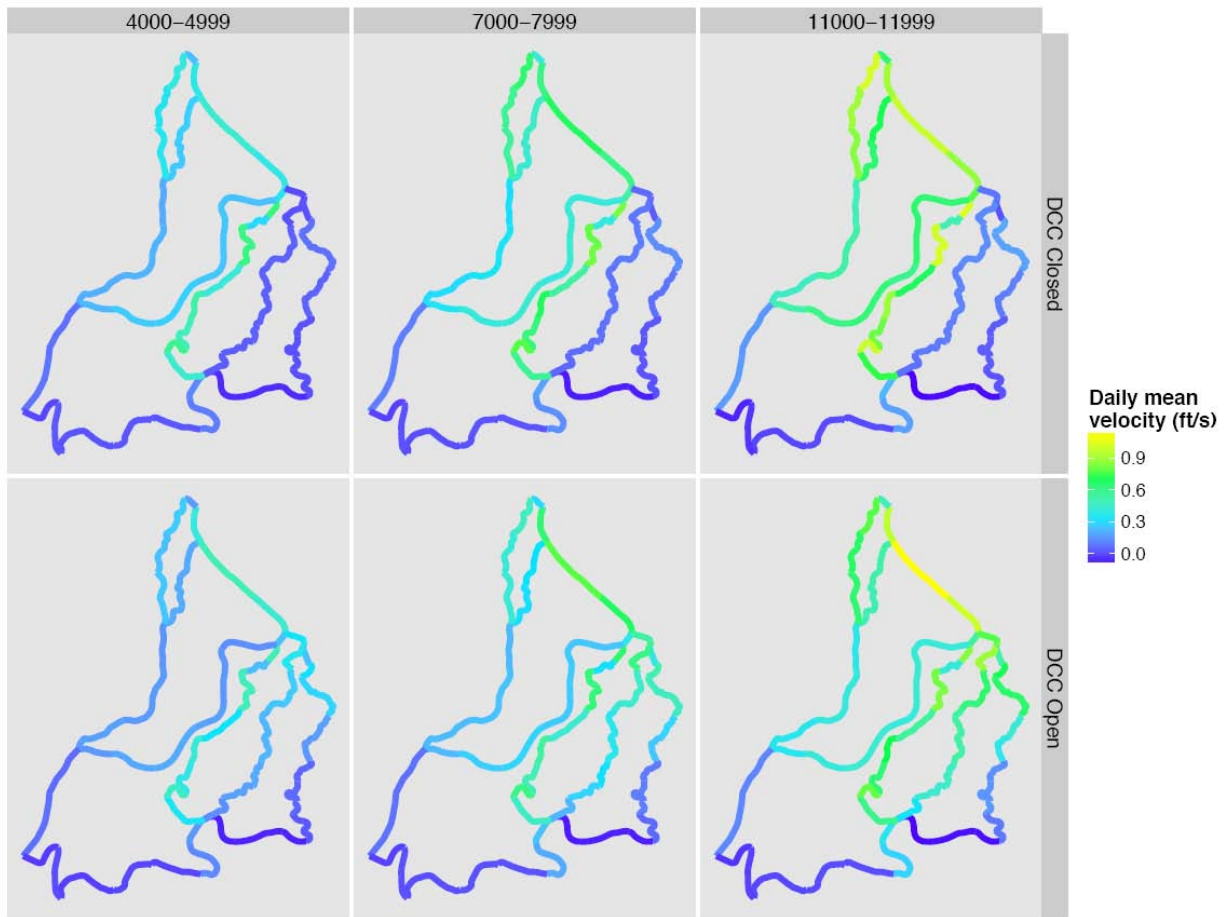 4000–4999
7000–7999
11000–11999
DCC Closed
DCC Open
Daily mean
velocity (ft/s)
0.9
0.6
0.3
0.0